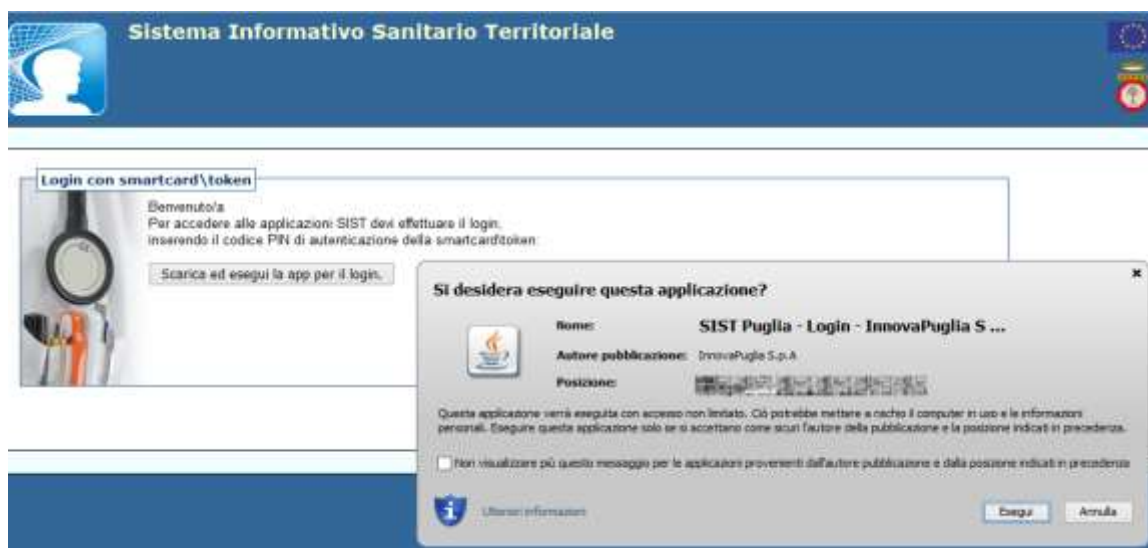 Sistema Informativo Sanitario Territoriale
Login con smartcard\token
Benvenuto/a
Per accedere alle applicazioni SIST devi effettuare il login,
inserendo il codice PIN di autenticazione della smartcard\token:
Scarica ed esegui la app per il login.
Si desidera eseguire questa applicazione?
Nome: SIST Puglia - Login - InnovaPuglia S ...
Autore pubblicazione: InnovaPuglia S.p.A
Posizione:
Questa applicazione verrà eseguita con accesso non limitato. Ciò potrebbe mettere a rischio il computer in uso e le informazioni
personali. Eseguire questa applicazione solo se si accettano come sicuri l'autore della pubblicazione e la posizione indicati in precedenza.
Non visualizzare più questo messaggio per le applicazioni provenienti dall'autore pubblicazione e dalla posizione indicati in precedenza
Ulteriori informazioni
Esegui Annulla